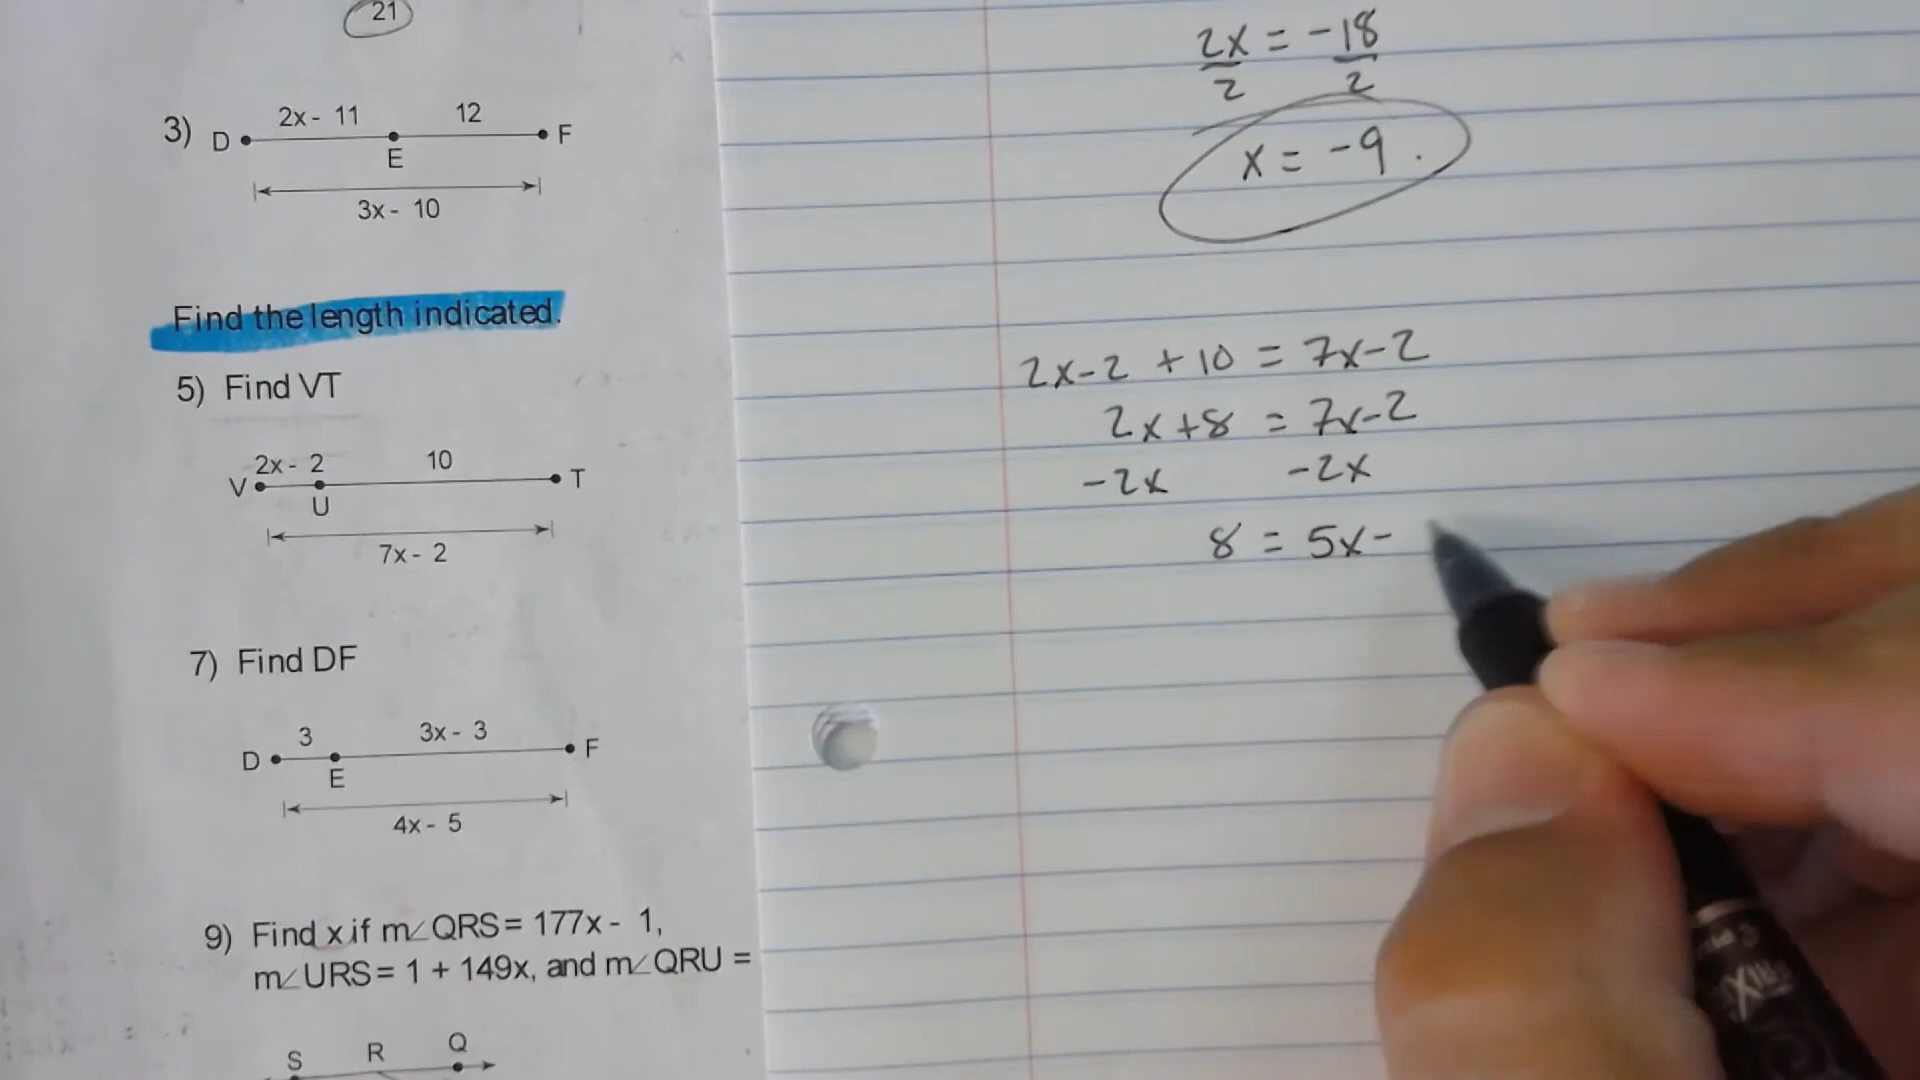 21
3) D 2x - 11 E 12 F
3x - 10
Find the length indicated.
5) Find VT
V 2x - 2 U 10 T
7x - 2
7) Find DF
D 3 E 3x - 3 F
4x - 5
9) Find x if m∠QRS = 177x - 1,
m∠URS = 1 + 149x, and m∠QRU =
S R Q
2x = -18
2 2
x = -9.
2x-2 + 10 = 7x-2
2x+8 = 7x-2
-2x -2x
8 = 5x-